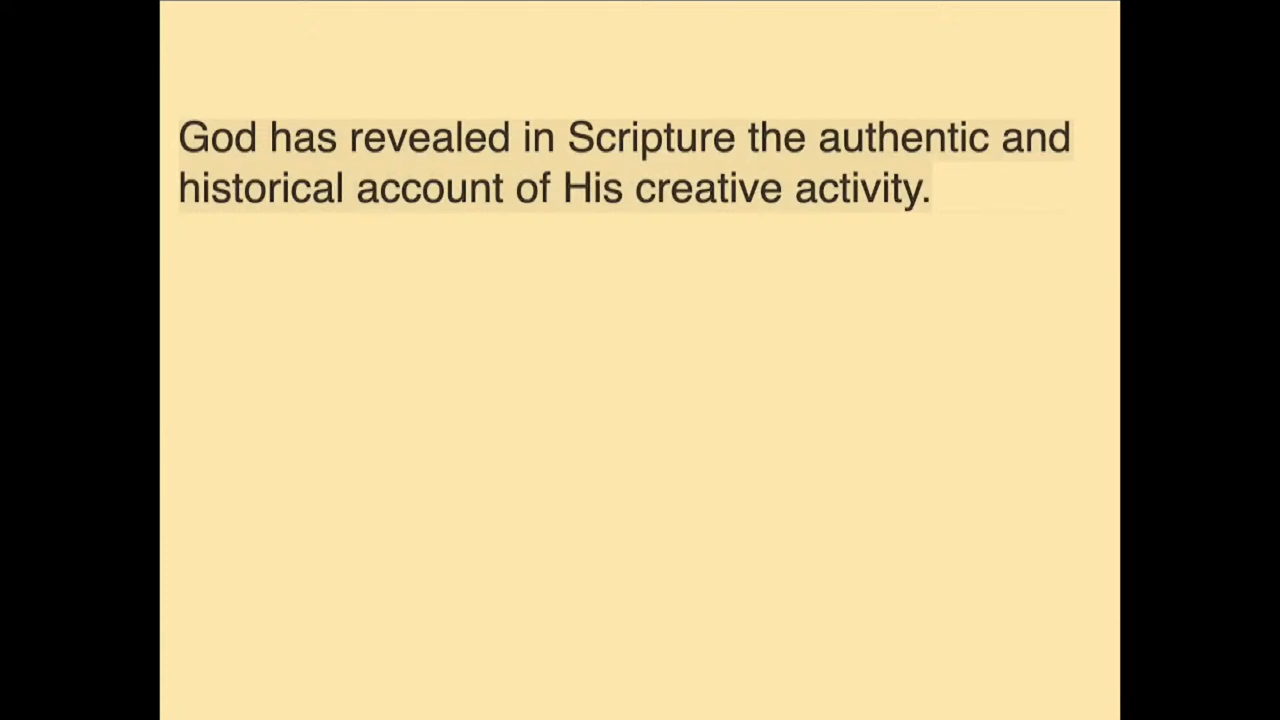 God has revealed in Scripture the authentic and
historical account of His creative activity.